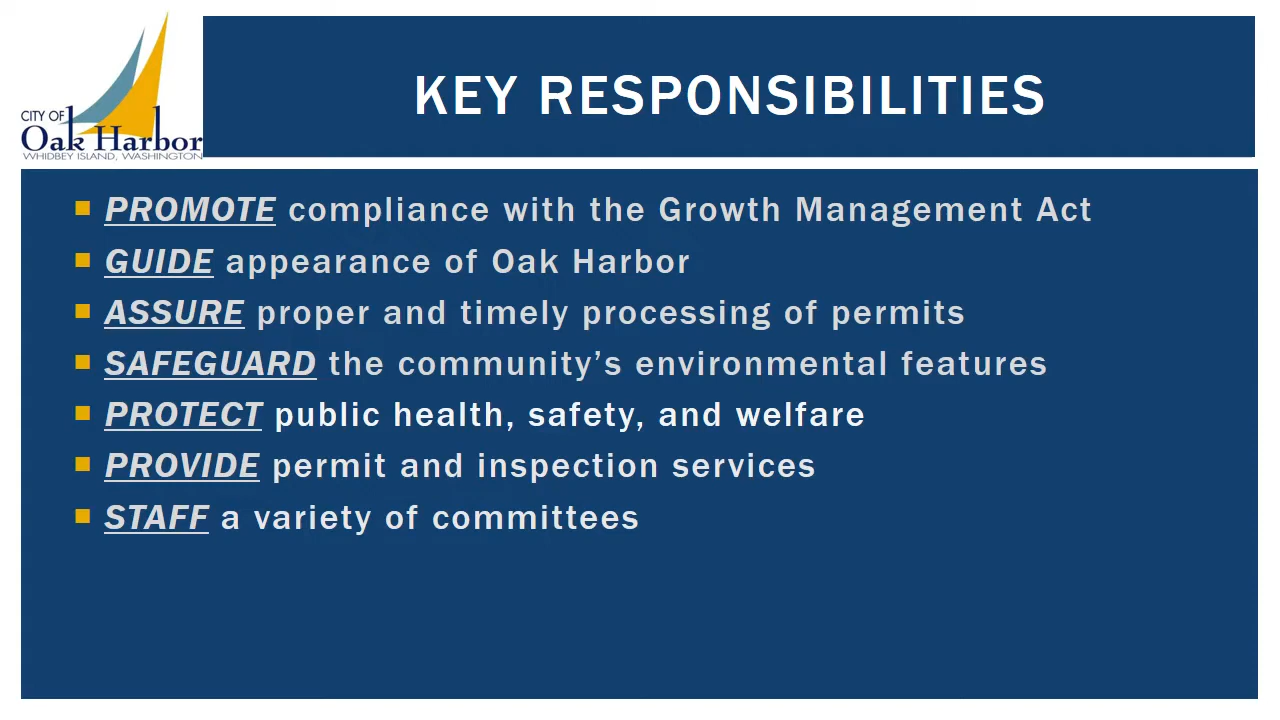 CITY OF
Oak Harbor
WHIDBEY ISLAND, WASHINGTON
KEY RESPONSIBILITIES
PROMOTE compliance with the Growth Management Act
GUIDE appearance of Oak Harbor
ASSURE proper and timely processing of permits
SAFEGUARD the community’s environmental features
PROTECT public health, safety, and welfare
PROVIDE permit and inspection services
STAFF a variety of committees